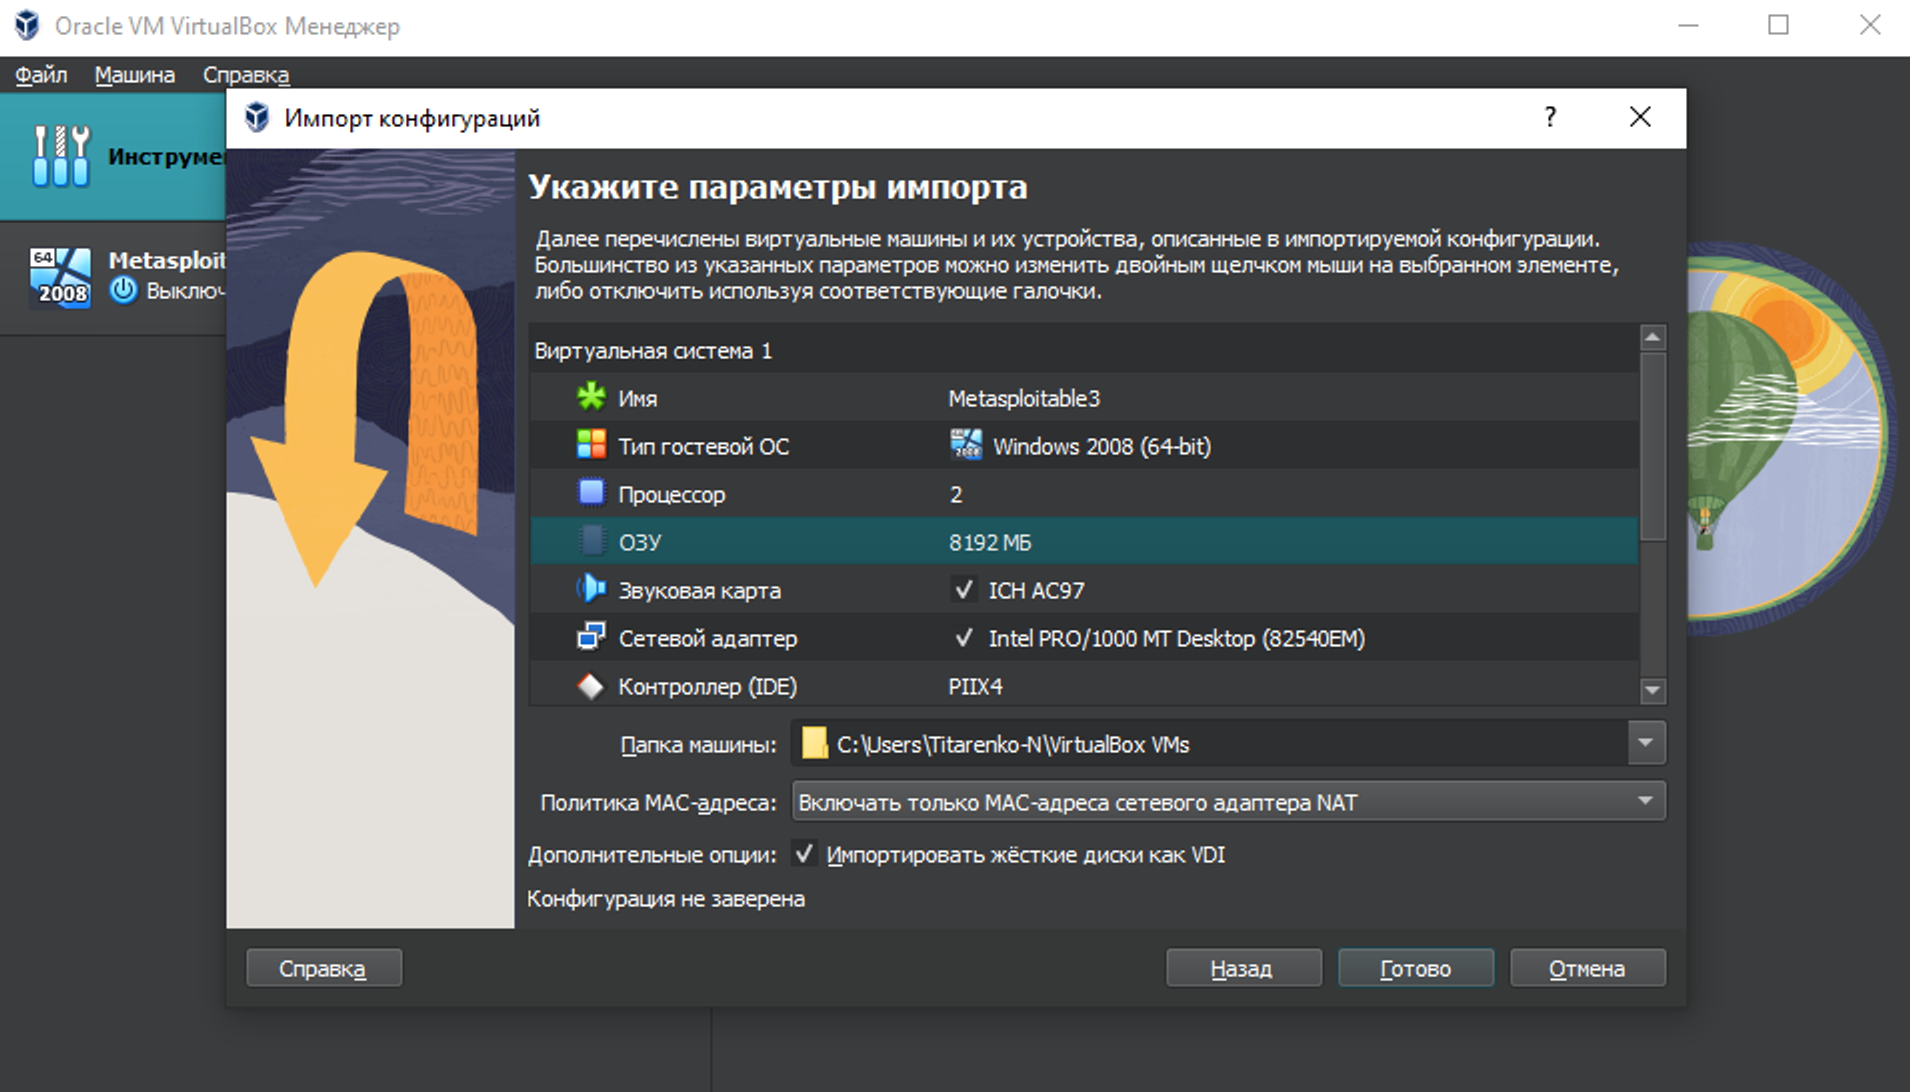 Oracle VM VirtualBox Менеджер
Файл Машина Справка
Импорт конфигураций ?
Инструме
Укажите параметры импорта
Далее перечислены виртуальные машины и их устройства, описанные в импортируемой конфигурации.
Большинство из указанных параметров можно изменить двойным щелчком мыши на выбранном элементе,
либо отключить используя соответствующие галочки.
64
2008
Metasploit
Выключ
Виртуальная система 1
Имя Metasploitable3
Тип гостевой ОС Windows 2008 (64-bit)
Процессор 2
ОЗУ 8192 МБ
Звуковая карта ICH AC97
Сетевой адаптер Intel PRO/1000 MT Desktop (82540EM)
Контроллер (IDE) PIIX4
Папка машины: C:\Users\Titarenko-N\VirtualBox VMs
Политика MAC-адреса: Включать только MAC-адреса сетевого адаптера NAT
Дополнительные опции: Импортировать жёсткие диски как VDI
Конфигурация не заверена
Справка Назад Готово Отмена